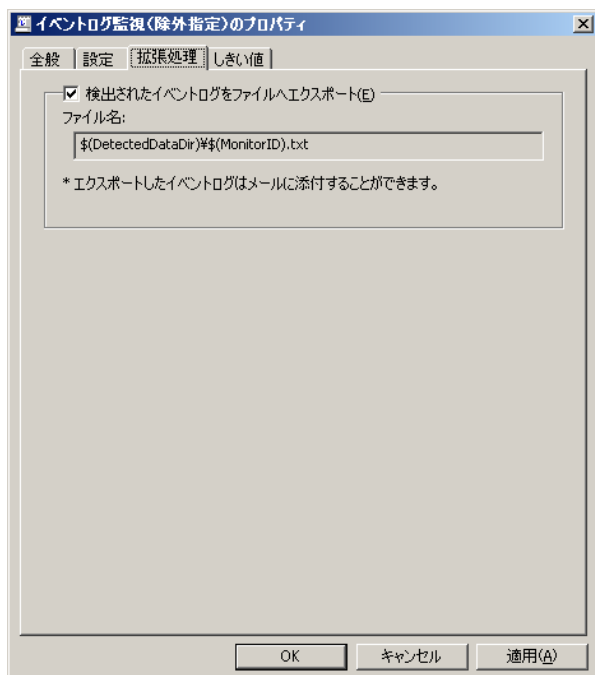 イベントログ監視(除外指定)のプロパティ
全般 設定 拡張処理 しきい値
検出されたイベントログをファイルへエクスポート(E)
ファイル名:
$(DetectedDataDir)¥$(MonitorID).txt
*エクスポートしたイベントログはメールに添付することができます。
OK キャンセル 適用(A)